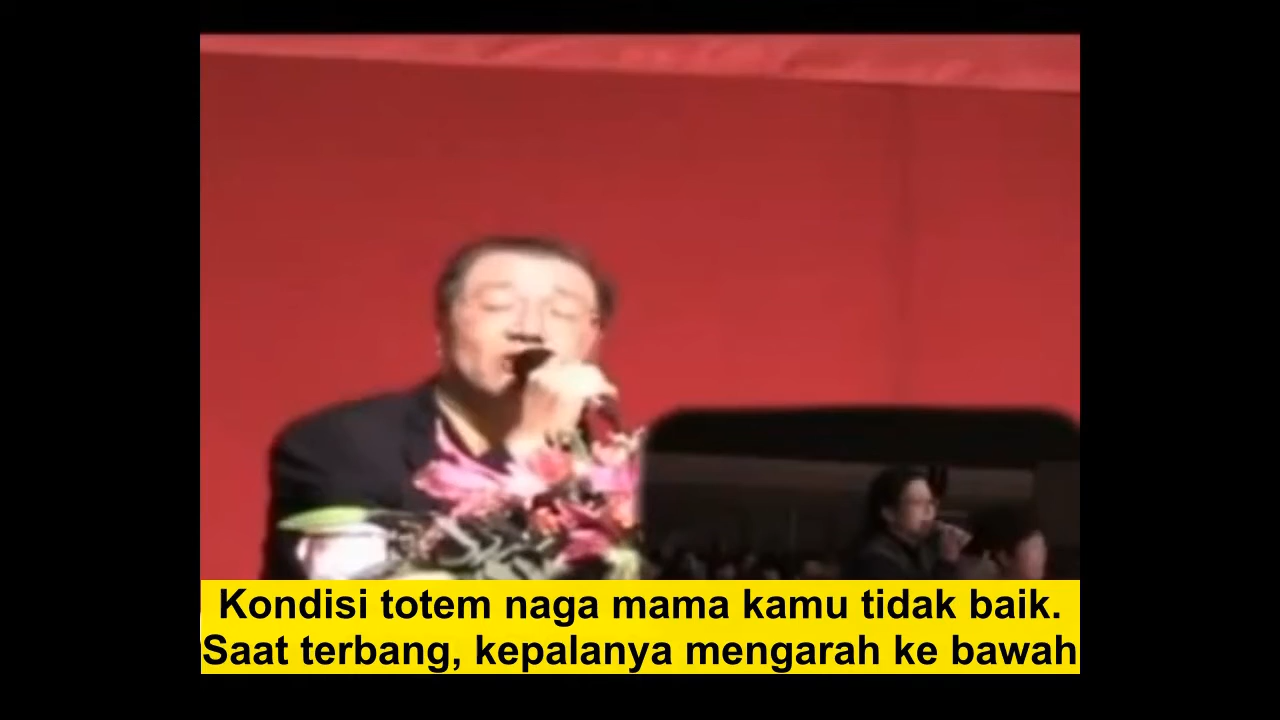 Kondisi totem naga mama kamu tidak baik.
Saat terbang, kepalanya mengarah ke bawah